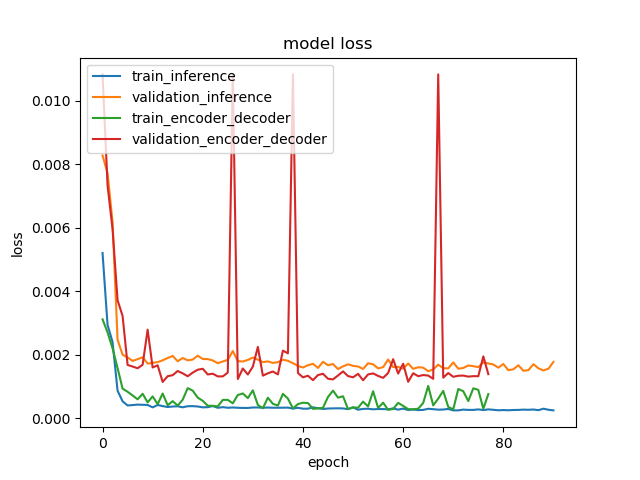 model loss
train_inference
validation_inference
train_encoder_decoder
validation_encoder_decoder
0.010
0.008
0.006
0.004
0.002
0.000
loss
0 20 40 60 80
epoch